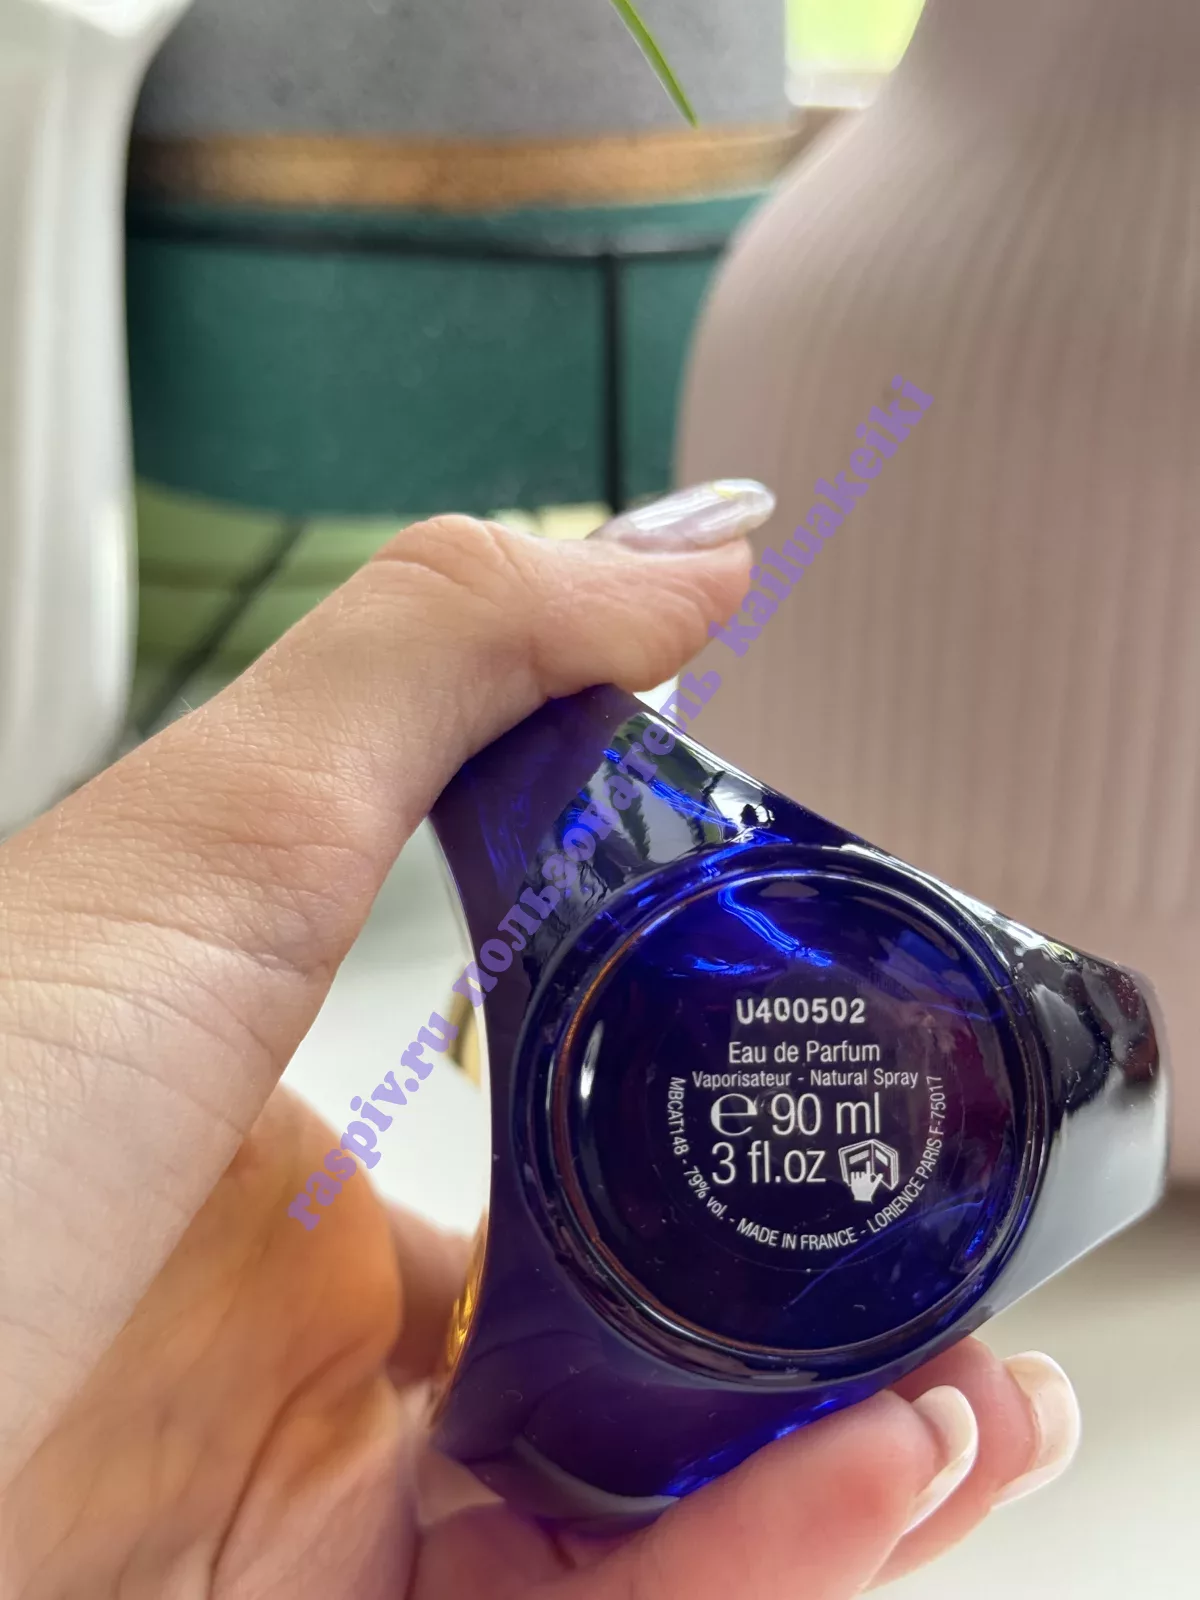 U400502
Eau de Parfum
Vaporisateur - Natural Spray
℮ 90 ml
3 fl.oz
MBCAT148 - 79% vol. - MADE IN FRANCE - LORIENCE PARIS F-75017
raspiv.ru пользователь kailuakeiki